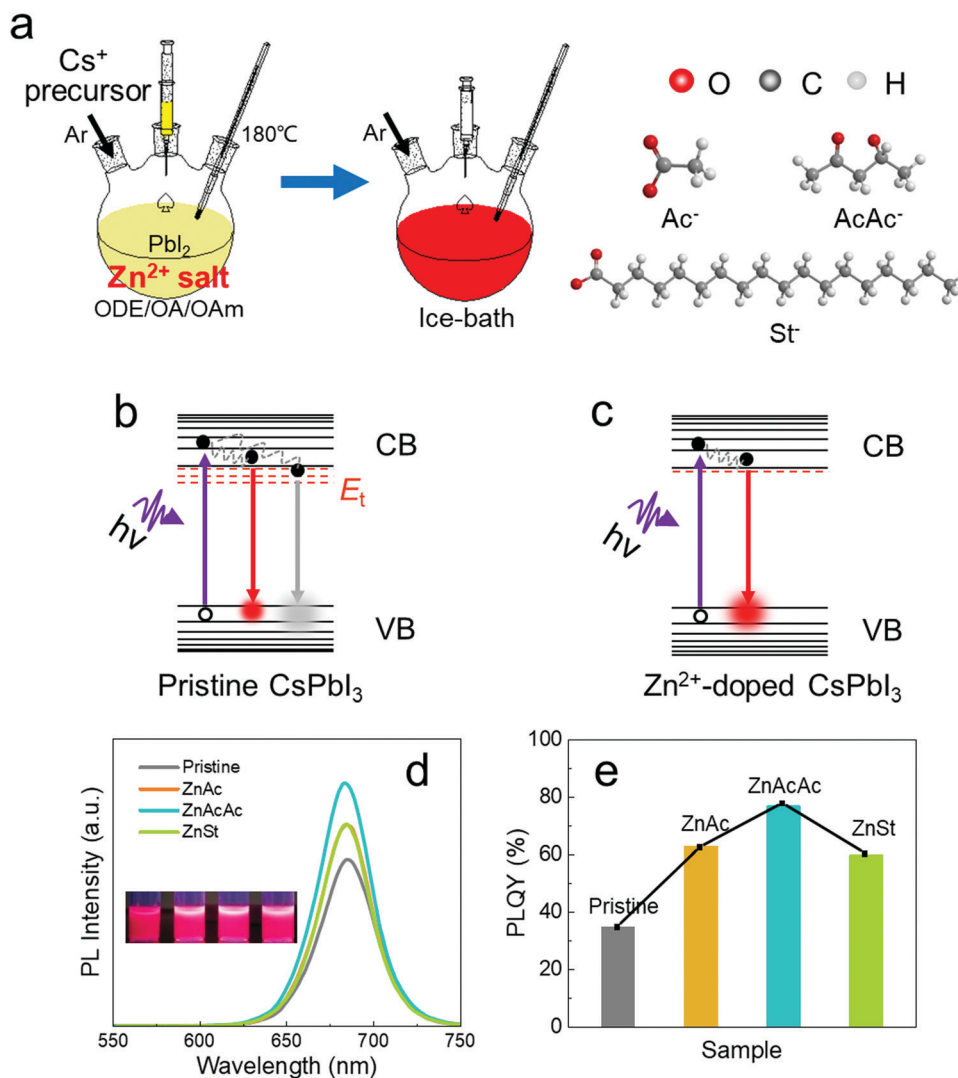 a
Cs⁺
precursor
Ar
180℃
PbI₂
Zn²⁺ salt
ODE/OA/OAm
Ar
Ice-bath
O
C
H
Ac⁻
AcAc⁻
St⁻
b
CB
Eₜ
hν
VB
Pristine CsPbI₃
c
CB
hν
VB
Zn²⁺-doped CsPbI₃
d
Pristine
ZnAc
ZnAcAc
ZnSt
PL Intensity (a.u.)
550 600 650 700 750
Wavelength (nm)
e
100
80
60
40
20
0
PLQY (%)
Pristine
ZnAc
ZnAcAc
ZnSt
Sample